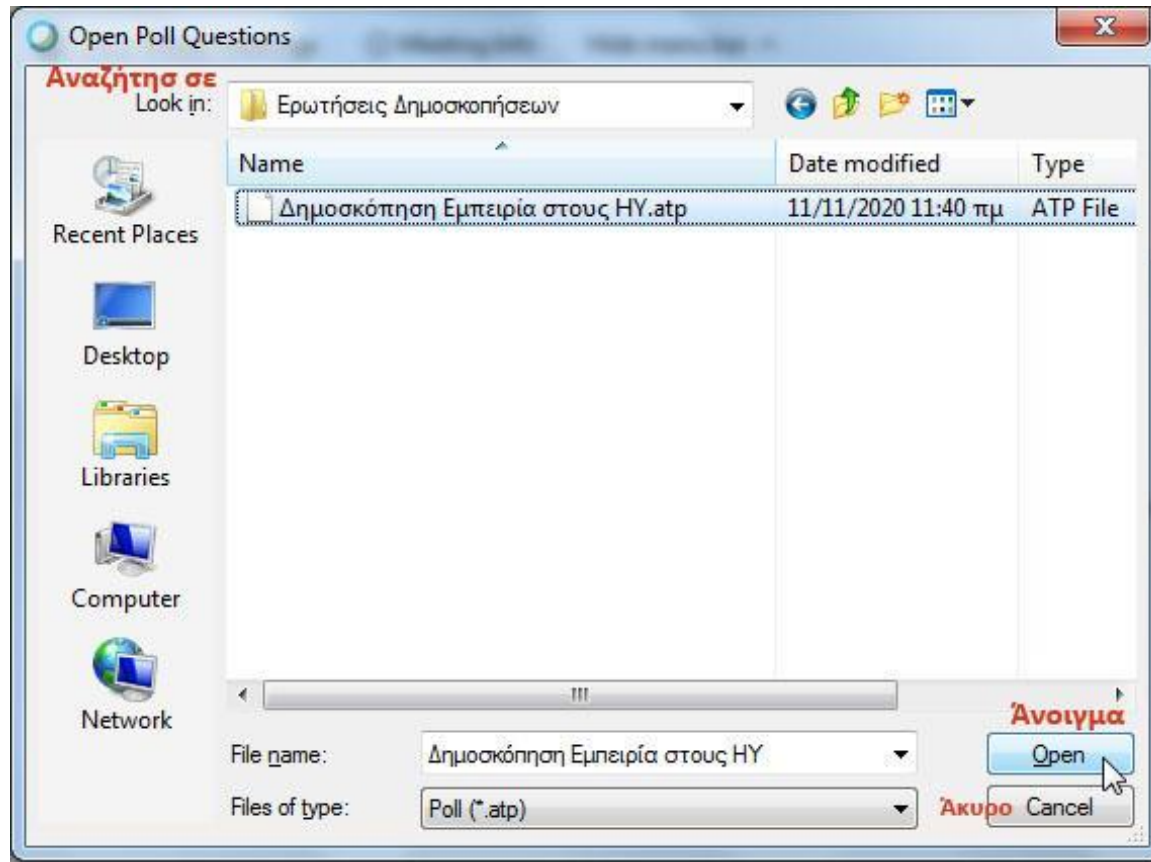 Open Poll Questions
Αναζήτησ σε
Look in: Ερωτήσεις Δημοσκοπήσεων
Name Date modified Type
Δημοσκόπηση Εμπειρία στους ΗΥ.atp 11/11/2020 11:40 πμ ATP File
Recent Places
Desktop
Libraries
Computer
Network
Άνοιγμα
File name: Δημοσκόπηση Εμπειρία στους ΗΥ Open
Files of type: Poll (*.atp) Άκυρο Cancel